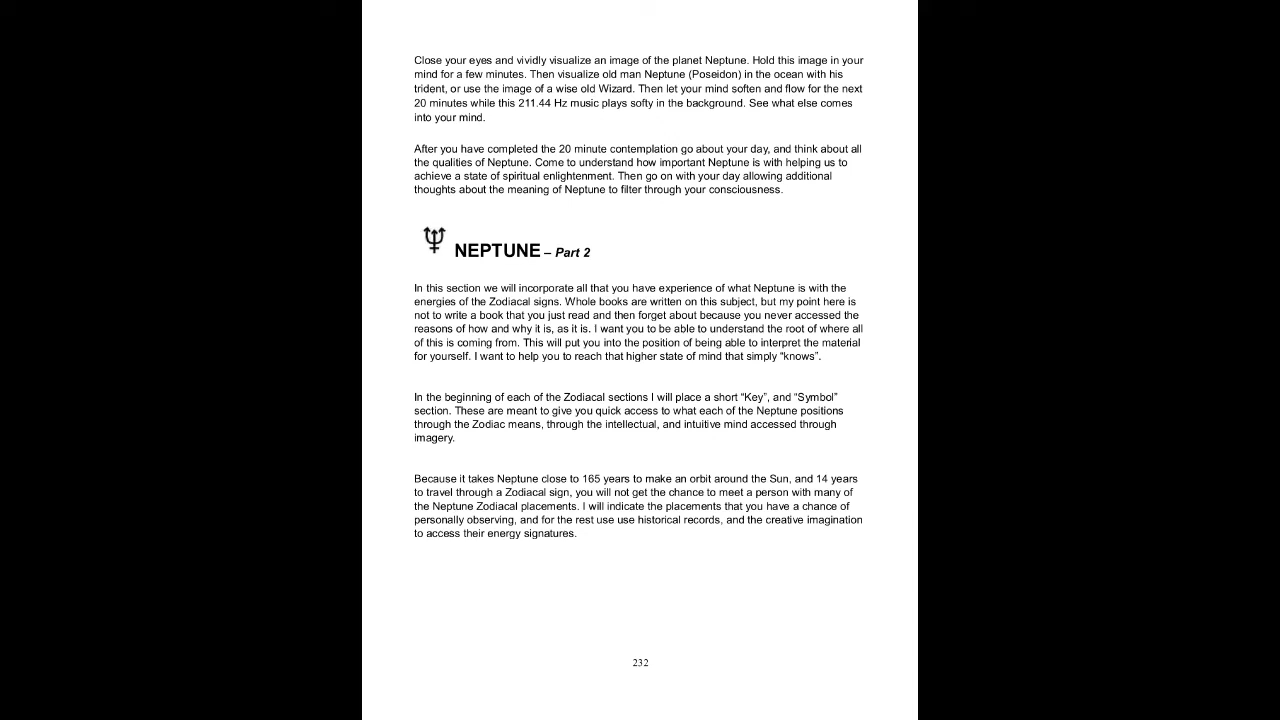 Close your eyes and vividly visualize an image of the planet Neptune. Hold this image in your
mind for a few minutes. Then visualize old man Neptune (Poseidon) in the ocean with his
trident, or use the image of a wise old Wizard. Then let your mind soften and flow for the next
20 minutes while this 211.44 Hz music plays softy in the background. See what else comes
into your mind.
After you have completed the 20 minute contemplation go about your day, and think about all
the qualities of Neptune. Come to understand how important Neptune is with helping us to
achieve a state of spiritual enlightenment. Then go on with your day allowing additional
thoughts about the meaning of Neptune to filter through your consciousness.
♆ NEPTUNE – Part 2
In this section we will incorporate all that you have experience of what Neptune is with the
energies of the Zodiacal signs. Whole books are written on this subject, but my point here is
not to write a book that you just read and then forget about because you never accessed the
reasons of how and why it is, as it is. I want you to be able to understand the root of where all
of this is coming from. This will put you into the position of being able to interpret the material
for yourself. I want to help you to reach that higher state of mind that simply “knows”.
In the beginning of each of the Zodiacal sections I will place a short “Key”, and “Symbol”
section. These are meant to give you quick access to what each of the Neptune positions
through the Zodiac means, through the intellectual, and intuitive mind accessed through
imagery.
Because it takes Neptune close to 165 years to make an orbit around the Sun, and 14 years
to travel through a Zodiacal sign, you will not get the chance to meet a person with many of
the Neptune Zodiacal placements. I will indicate the placements that you have a chance of
personally observing, and for the rest use use historical records, and the creative imagination
to access their energy signatures.
232